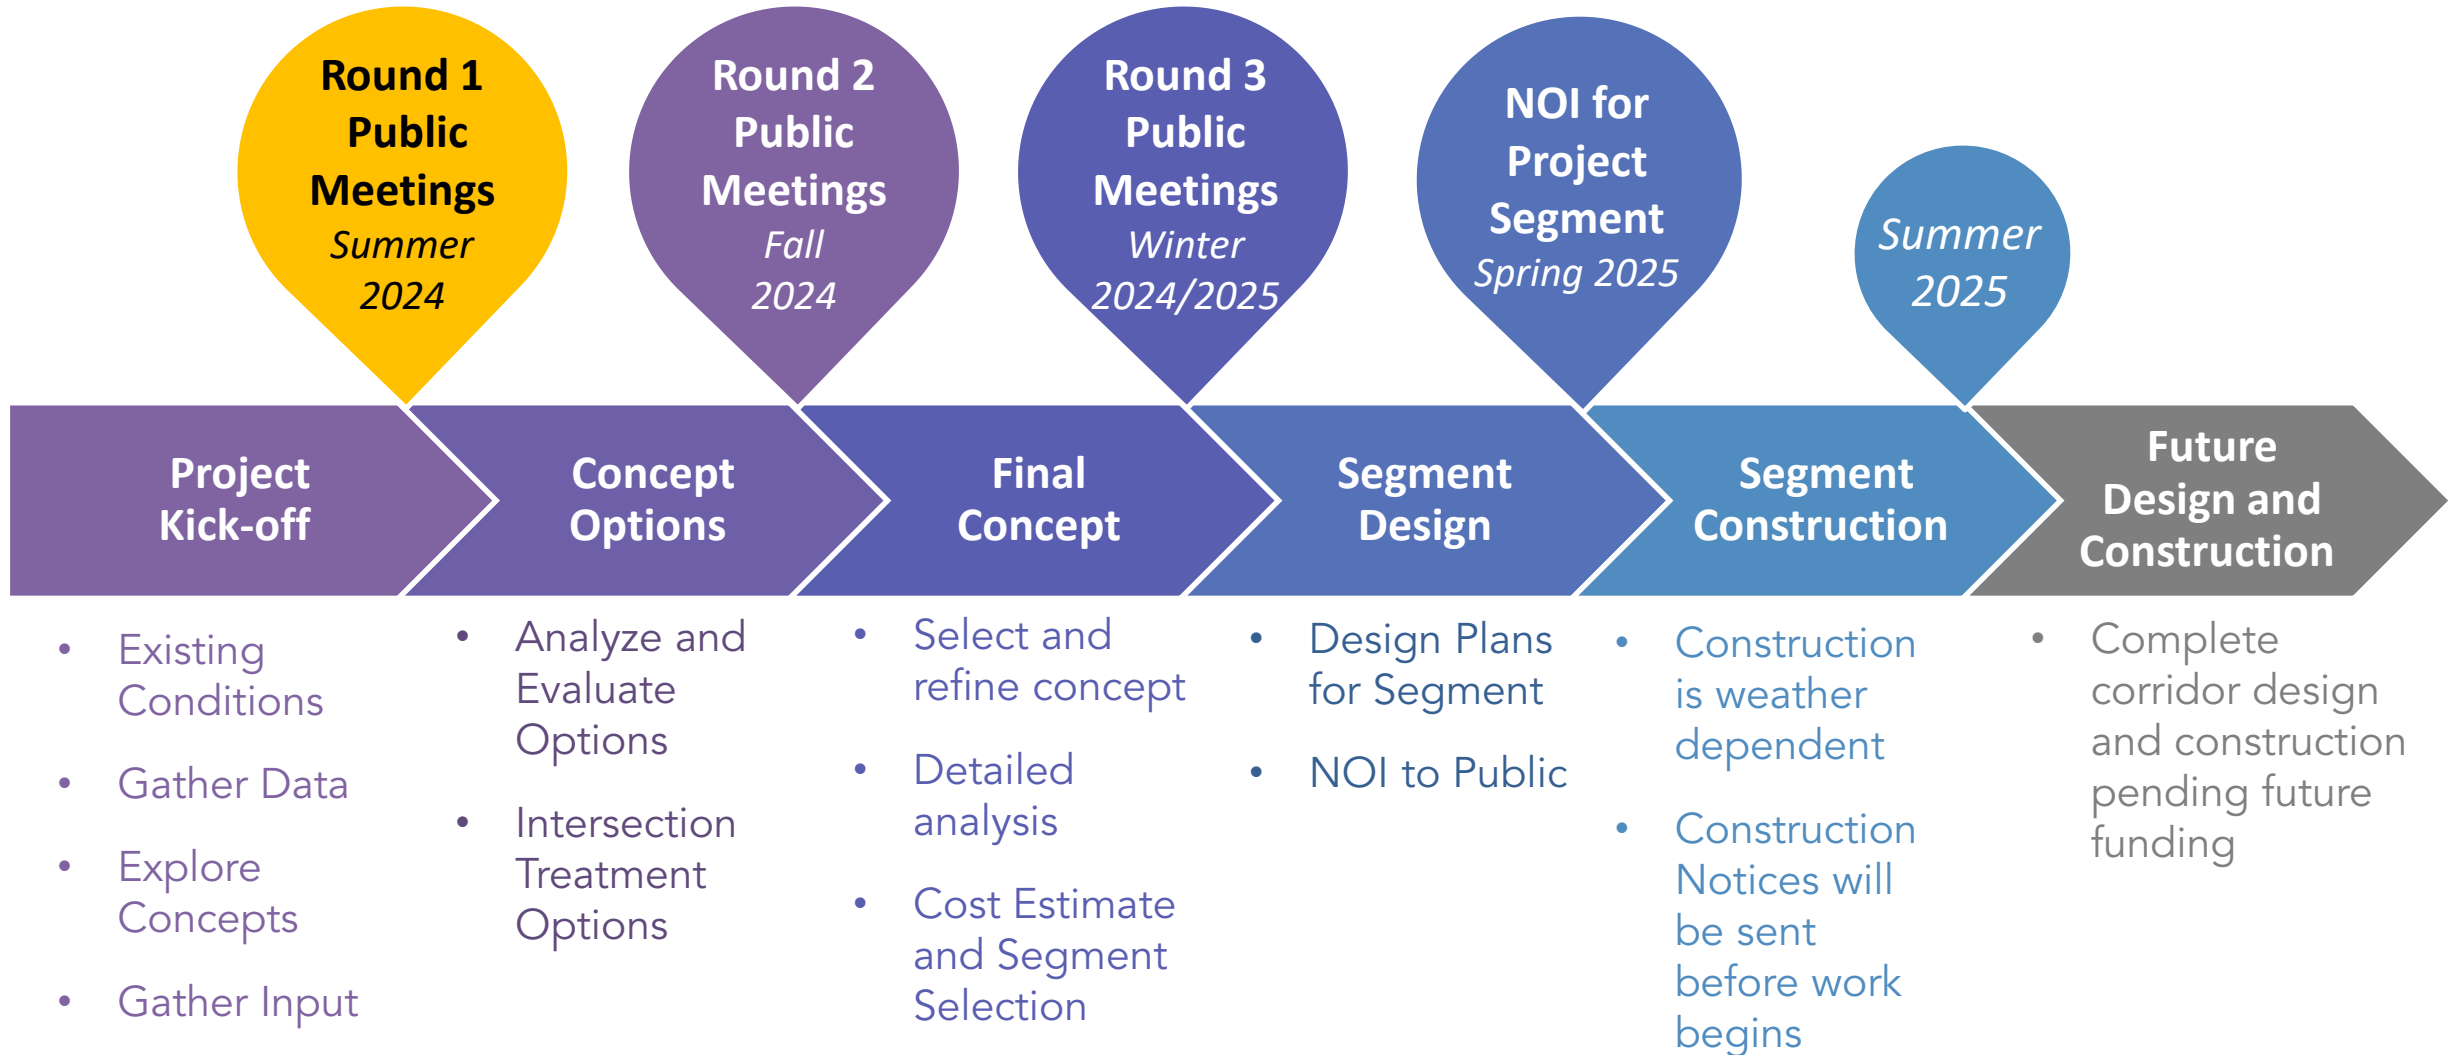 Round 1
Public
Meetings
Summer
2024
Round 2
Public
Meetings
Fall
2024
Round 3
Public
Meetings
Winter
2024/2025
NOI for
Project
Segment
Spring 2025
Summer
2025
Project
Kick-off
Concept
Options
Final
Concept
Segment
Design
Segment
Construction
Future
Design and
Construction
• Existing
Conditions
• Gather Data
• Explore
Concepts
• Gather Input
• Analyze and
Evaluate
Options
• Intersection
Treatment
Options
• Select and
refine concept
• Detailed
analysis
• Cost Estimate
and Segment
Selection
• Design Plans
for Segment
• NOI to Public
• Construction
is weather
dependent
• Construction
Notices will
be sent
before work
begins
• Complete
corridor design
and construction
pending future
funding